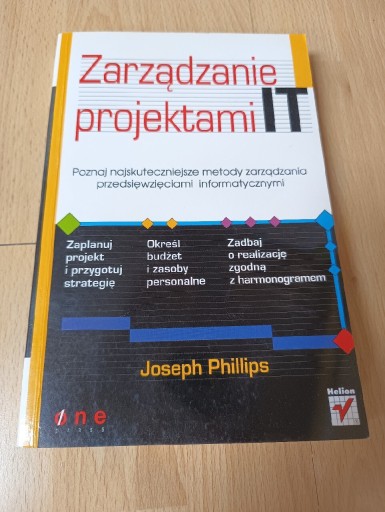 Zarządzanie
projektami IT
Poznaj najskuteczniejsze metody zarządzania
przedsięwzięciami informatycznymi
Zaplanuj
projekt
i przygotuj
strategię
Określ
budżet
i zasoby
personalne
Zadbaj
o realizację
zgodną
z harmonogramem
Joseph Phillips
one
Helion